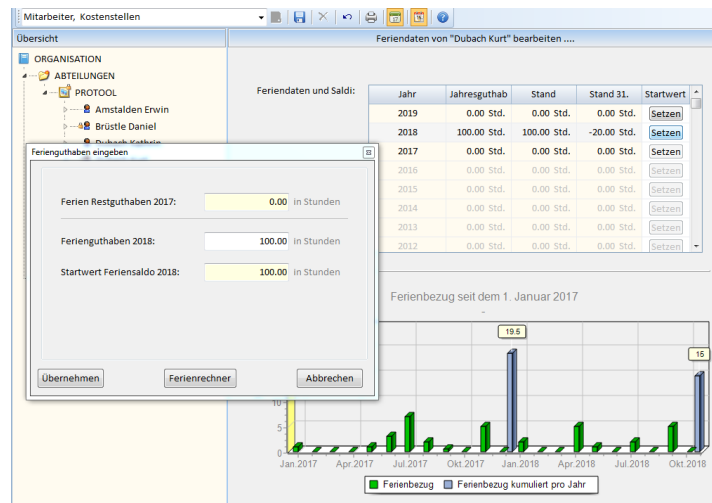 Mitarbeiter, Kostenstellen
Übersicht
Feriendaten von "Dubach Kurt" bearbeiten ....
ORGANISATION
ABTEILUNGEN
PROTOOL
Amstalden Erwin
Brüstle Daniel
Dubach Kathrin
Feriendaten und Saldi:
Jahr Jahresguthab Stand Stand 31. Startwert
2019 0.00 Std. 0.00 Std. 0.00 Std. Setzen
2018 100.00 Std. 100.00 Std. -20.00 Std. Setzen
2017 0.00 Std. 0.00 Std. 0.00 Std. Setzen
2016 0.00 Std. 0.00 Std. 0.00 Std. Setzen
2015 0.00 Std. 0.00 Std. 0.00 Std. Setzen
2014 0.00 Std. 0.00 Std. 0.00 Std. Setzen
2013 0.00 Std. 0.00 Std. 0.00 Std. Setzen
2012 0.00 Std. 0.00 Std. 0.00 Std. Setzen
Ferienguthaben eingeben
Ferien Restguthaben 2017: 0.00 in Stunden
Ferienguthaben 2018: 100.00 in Stunden
Startwert Feriensaldo 2018: 100.00 in Stunden
Übernehmen Ferienrechner Abbrechen
Ferienbezug seit dem 1. Januar 2017
-
19.5
15
10
5
0
Jan.2017 Apr.2017 Jul.2017 Okt.2017 Jan.2018 Apr.2018 Jul.2018 Okt.2018
Ferienbezug Ferienbezug kumuliert pro Jahr